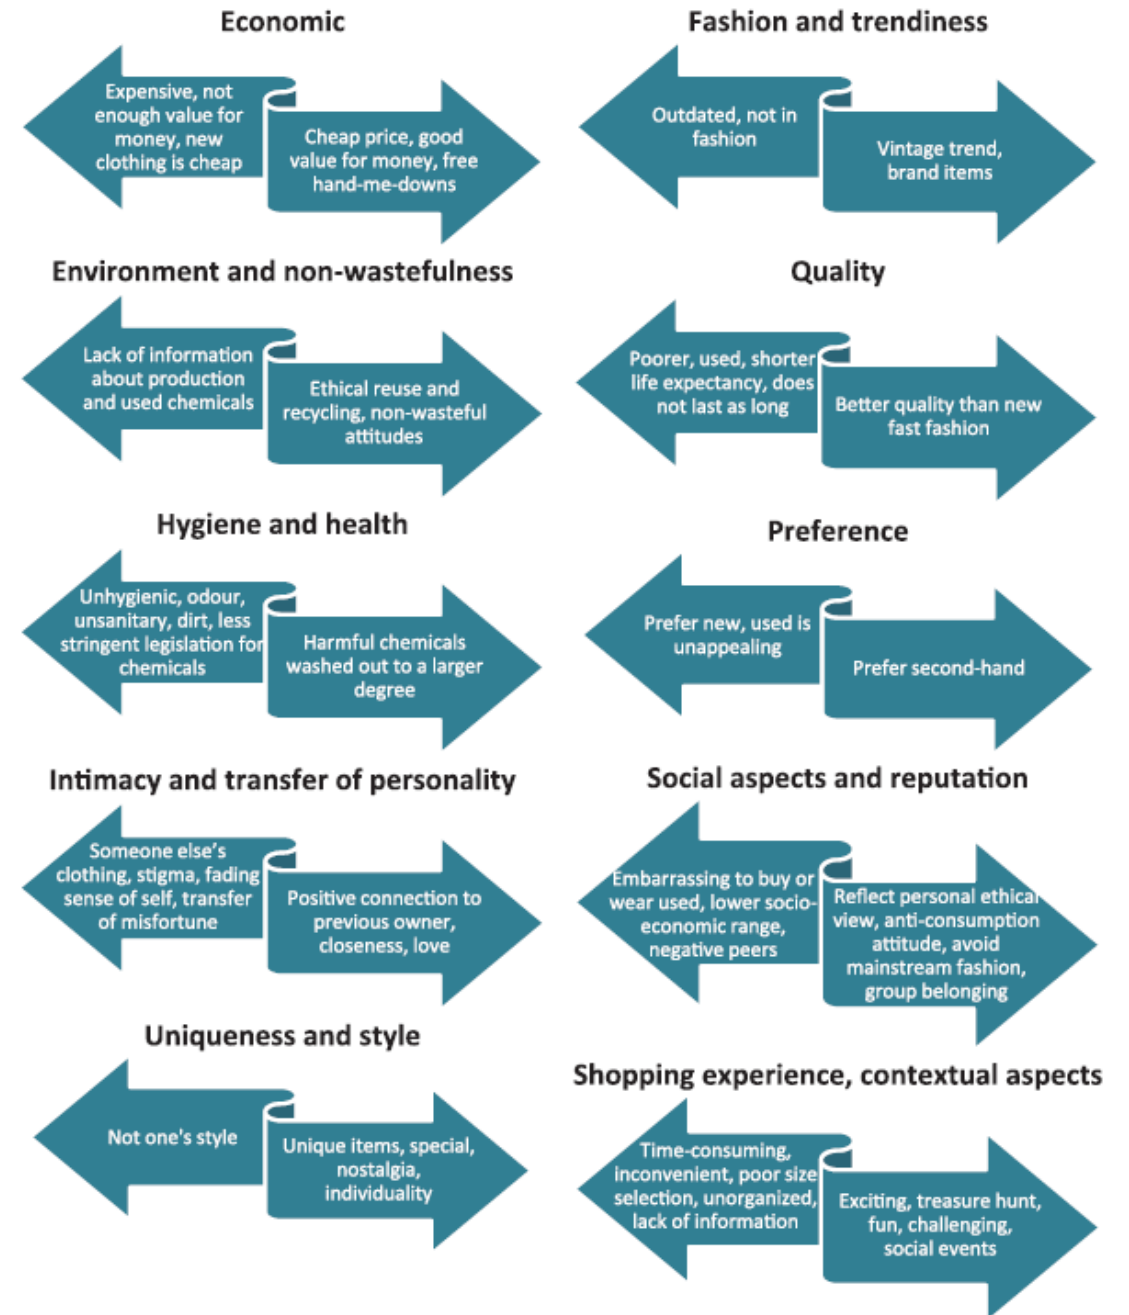 Economic
Expensive, not
enough value for
money, new
clothing is cheap
Cheap price, good
value for money, free
hand-me-downs
Fashion and trendiness
Outdated, not in
fashion
Vintage trend,
brand items
Environment and non-wastefulness
Lack of information
about production
and used chemicals
Ethical reuse and
recycling, non-wasteful
attitudes
Quality
Poorer, used, shorter
life expectancy, does
not last as long
Better quality than new
fast fashion
Hygiene and health
Unhygienic, odour,
unsanitary, dirt, less
stringent legislation for
chemicals
Harmful chemicals
washed out to a larger
degree
Preference
Prefer new, used is
unappealing
Prefer second-hand
Intimacy and transfer of personality
Someone else's
clothing, stigma, fading
sense of self, transfer
of misfortune
Positive connection to
previous owner,
closeness, love
Social aspects and reputation
Embarrassing to buy or
wear used, lower socio-
economic range,
negative peers
Reflect personal ethical
view, anti-consumption
attitude, avoid
mainstream fashion,
group belonging
Uniqueness and style
Not one's style
Unique items, special,
nostalgia,
individuality
Shopping experience, contextual aspects
Time-consuming,
inconvenient, poor size
selection, unorganized,
lack of information
Exciting, treasure hunt,
fun, challenging,
social events